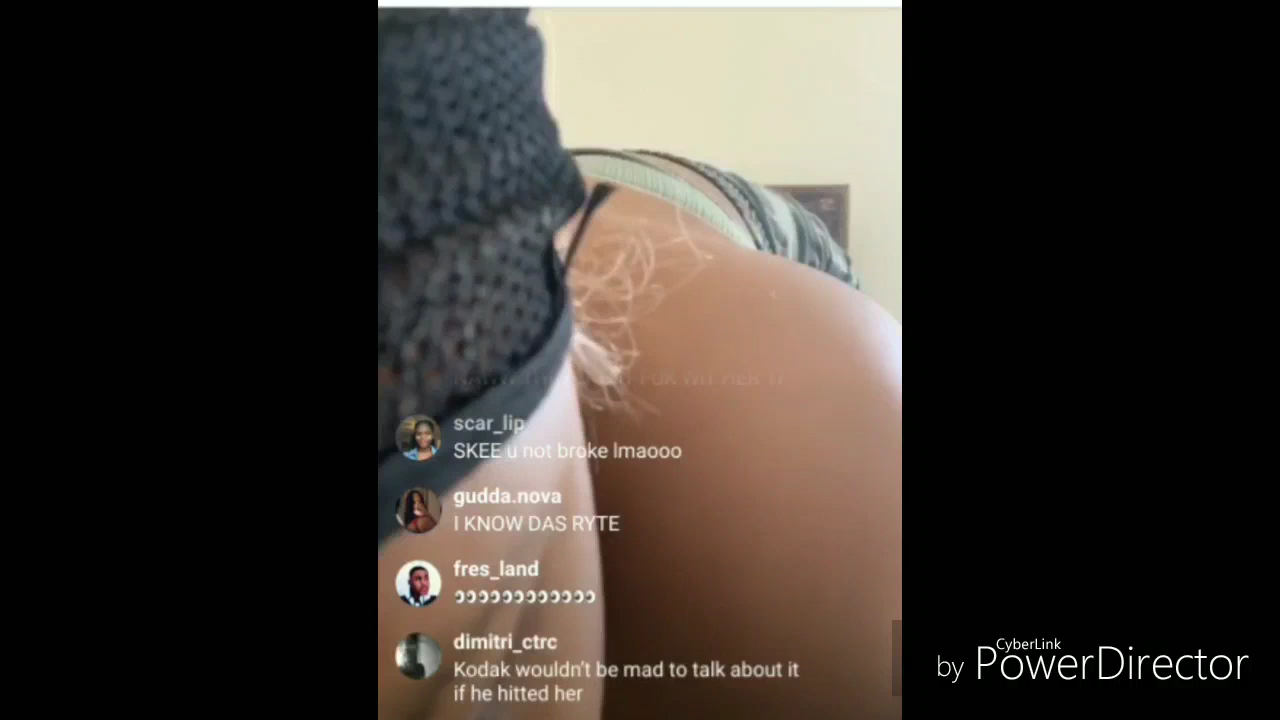 scar_lip
SKEE u not broke lmaooo
gudda.nova
I KNOW DAS RYTE
fres_land
👀👀👀👀👀👀
dimitri_ctrc
Kodak wouldn't be mad to talk about it
if he hitted her
CyberLink
by PowerDirector